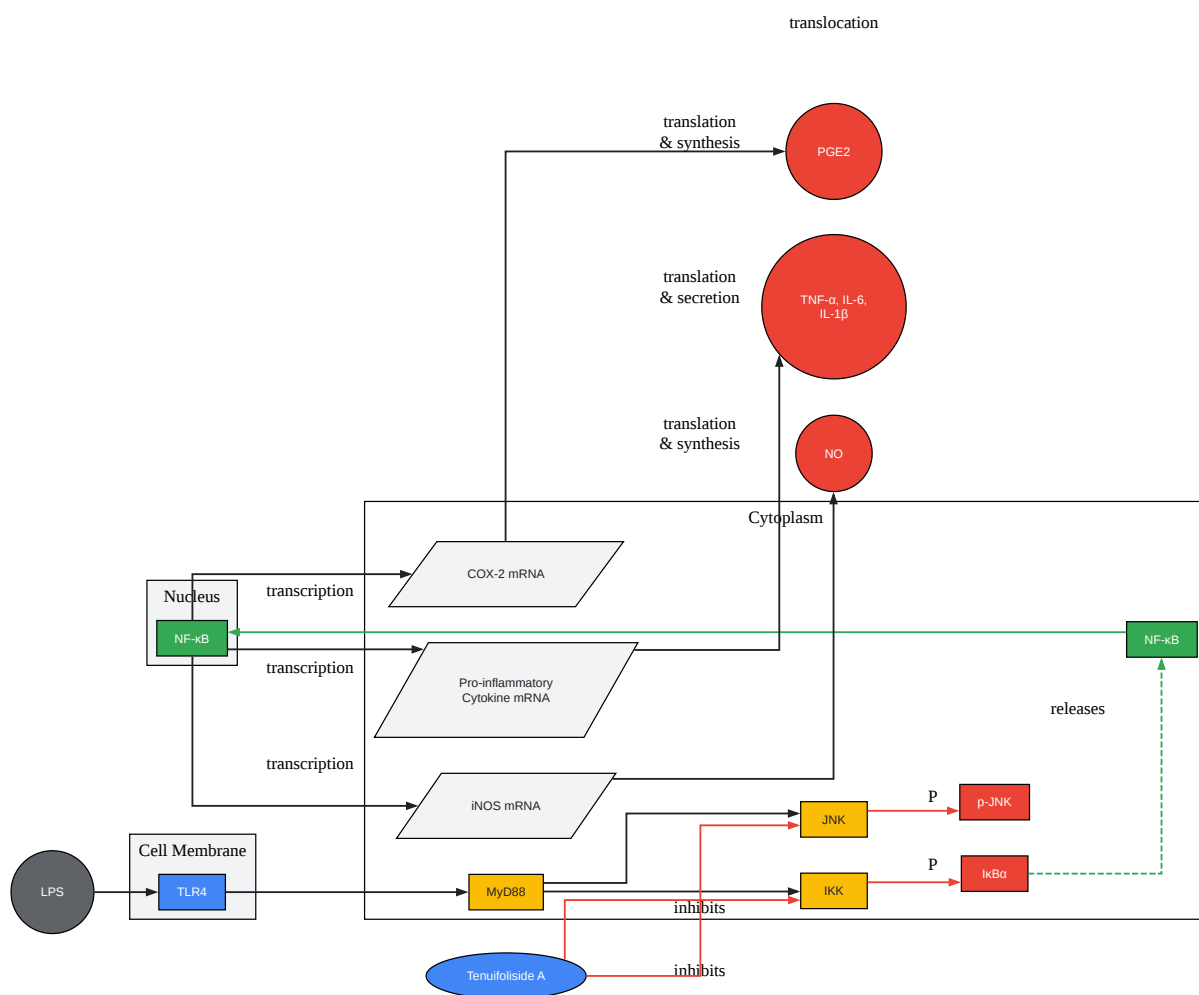 translocation
translation
& synthesis
PGE2
translation
& secretion
TNF-α, IL-6,
IL-1β
translation
& synthesis
NO
Cytoplasm
COX-2 mRNA
transcription
Nucleus
NF-κB
NF-κB
transcription
Pro-inflammatory
Cytokine mRNA
releases
transcription
iNOS mRNA
P
p-JNK
JNK
Cell Membrane
P
IκBα
LPS
TLR4
MyD88
IKK
inhibits
Tenuifoliside A
inhibits